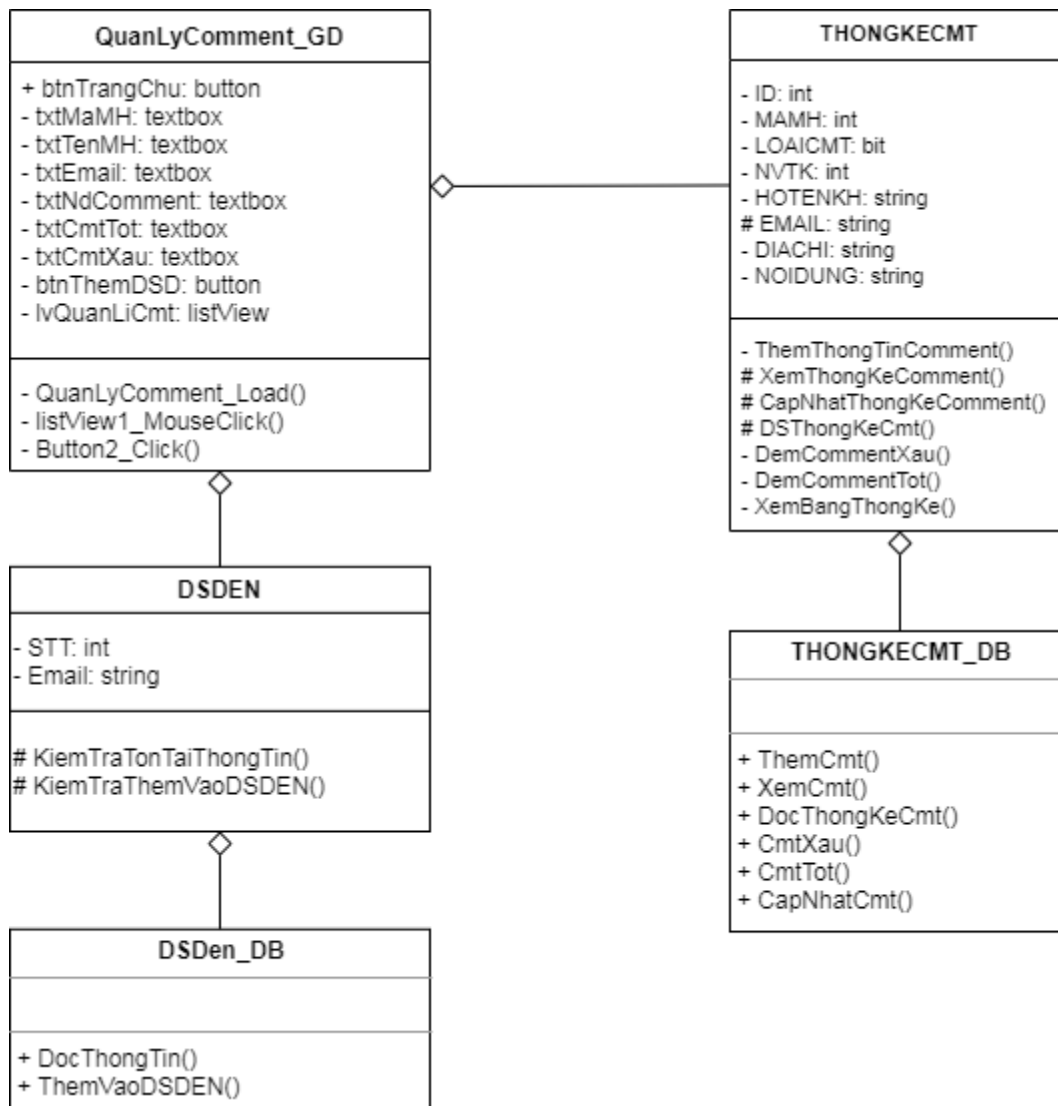 QuanLyComment_GD
+ btnTrangChu: button
- txtMaMH: textbox
- txtTenMH: textbox
- txtEmail: textbox
- txtNdComment: textbox
- txtCmtTot: textbox
- txtCmtXau: textbox
- btnThemDSD: button
- lvQuanLiCmt: listView
- QuanLyComment_Load()
- listView1_MouseClick()
- Button2_Click()
THONGKECMT
- ID: int
- MAMH: int
- LOAICMT: bit
- NVTK: int
- HOTENKH: string
# EMAIL: string
- DIACHI: string
- NOIDUNG: string
- ThemThongTinComment()
# XemThongKeComment()
# CapNhatThongKeComment()
# DSThongKeCmt()
- DemCommentXau()
- DemCommentTot()
- XemBangThongKe()
DSDEN
- STT: int
- Email: string
# KiemTraTonTaiThongTin()
# KiemTraThemVaoDSDEN()
THONGKECMT_DB
+ ThemCmt()
+ XemCmt()
+ DocThongKeCmt()
+ CmtXau()
+ CmtTot()
+ CapNhatCmt()
DSDen_DB
+ DocThongTin()
+ ThemVaoDSDEN()